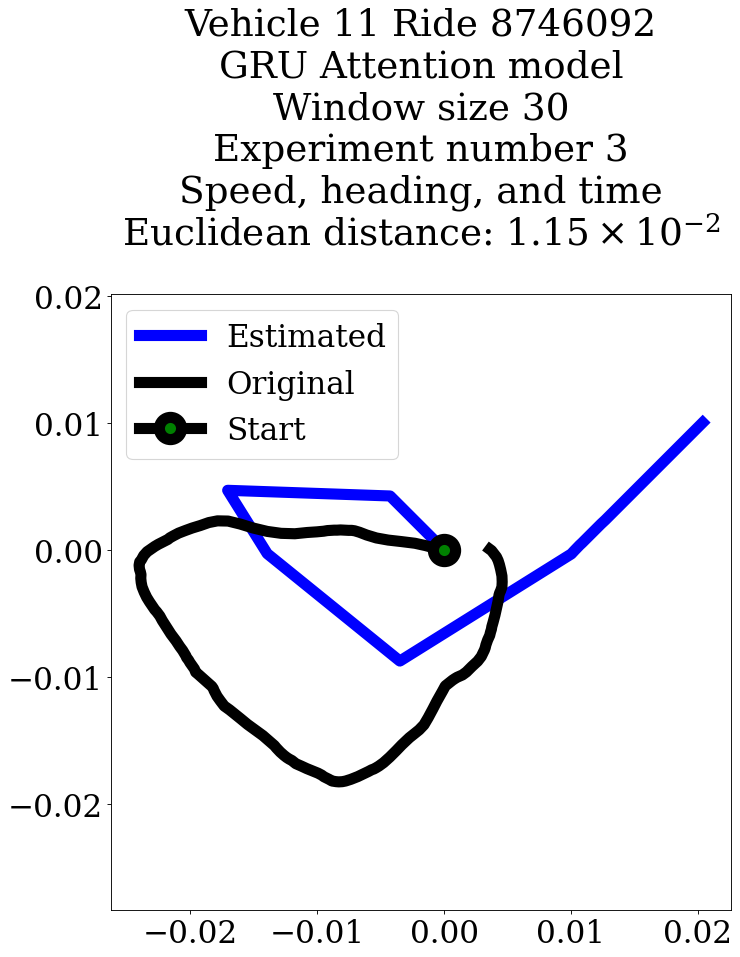 Vehicle 11 Ride 8746092
GRU Attention model
Window size 30
Experiment number 3
Speed, heading, and time
Euclidean distance: 1.15 × 10⁻²
Estimated
Original
Start
0.02
0.01
0.00
−0.01
−0.02
−0.02 −0.01 0.00 0.01 0.02